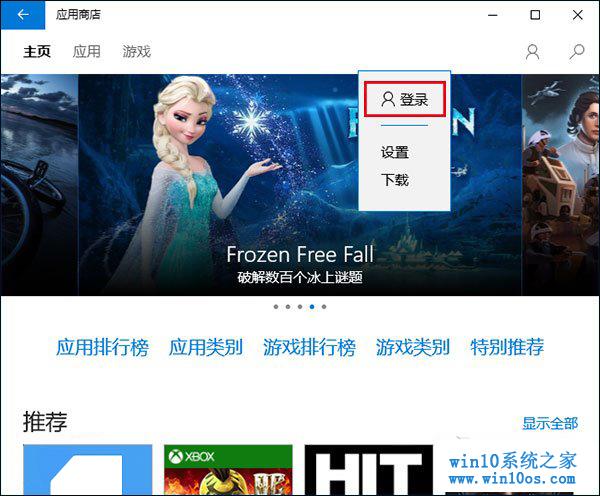 应用商店
主页 应用 游戏
登录
设置
下载
Frozen Free Fall
破解数百个冰上谜题
应用排行榜 应用类别 游戏排行榜 游戏类别 特别推荐
推荐 显示全部
XBOX
HIT
win10系统之家
www.win10os.com